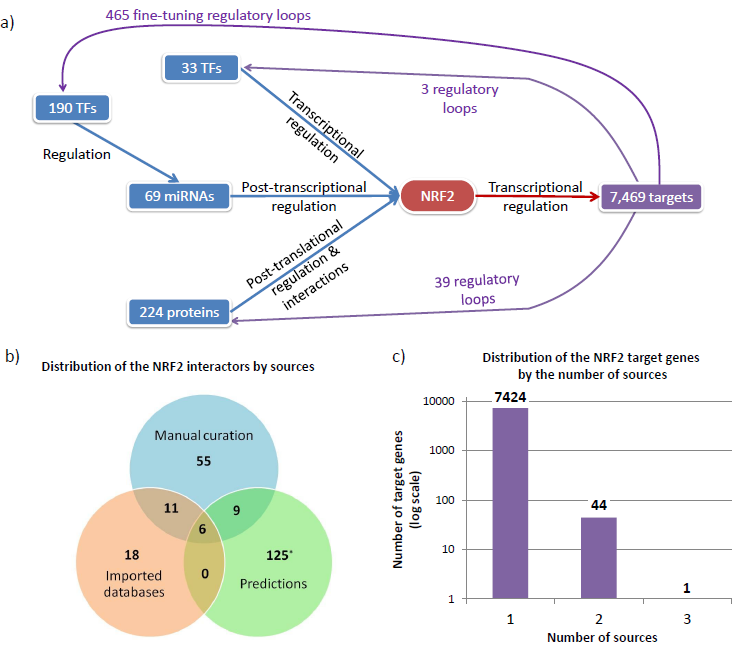 465 fine-tuning regulatory loops
a)
33 TFs
3 regulatory
loops
190 TFs
Transcriptional
regulation
Regulation
69 miRNAs
Post-transcriptional
regulation
NRF2
Transcriptional
regulation
7,469 targets
Post-translational
regulation &
interactions
39 regulatory
loops
224 proteins
b)
Distribution of the NRF2 interactors by sources
Manual curation
55
11
9
6
18
Imported
databases
0
125*
Predictions
c)
Distribution of the NRF2 target genes
by the number of sources
Number of target genes
(log scale)
10000
1000
100
10
1
7424
44
1
1
2
3
Number of sources